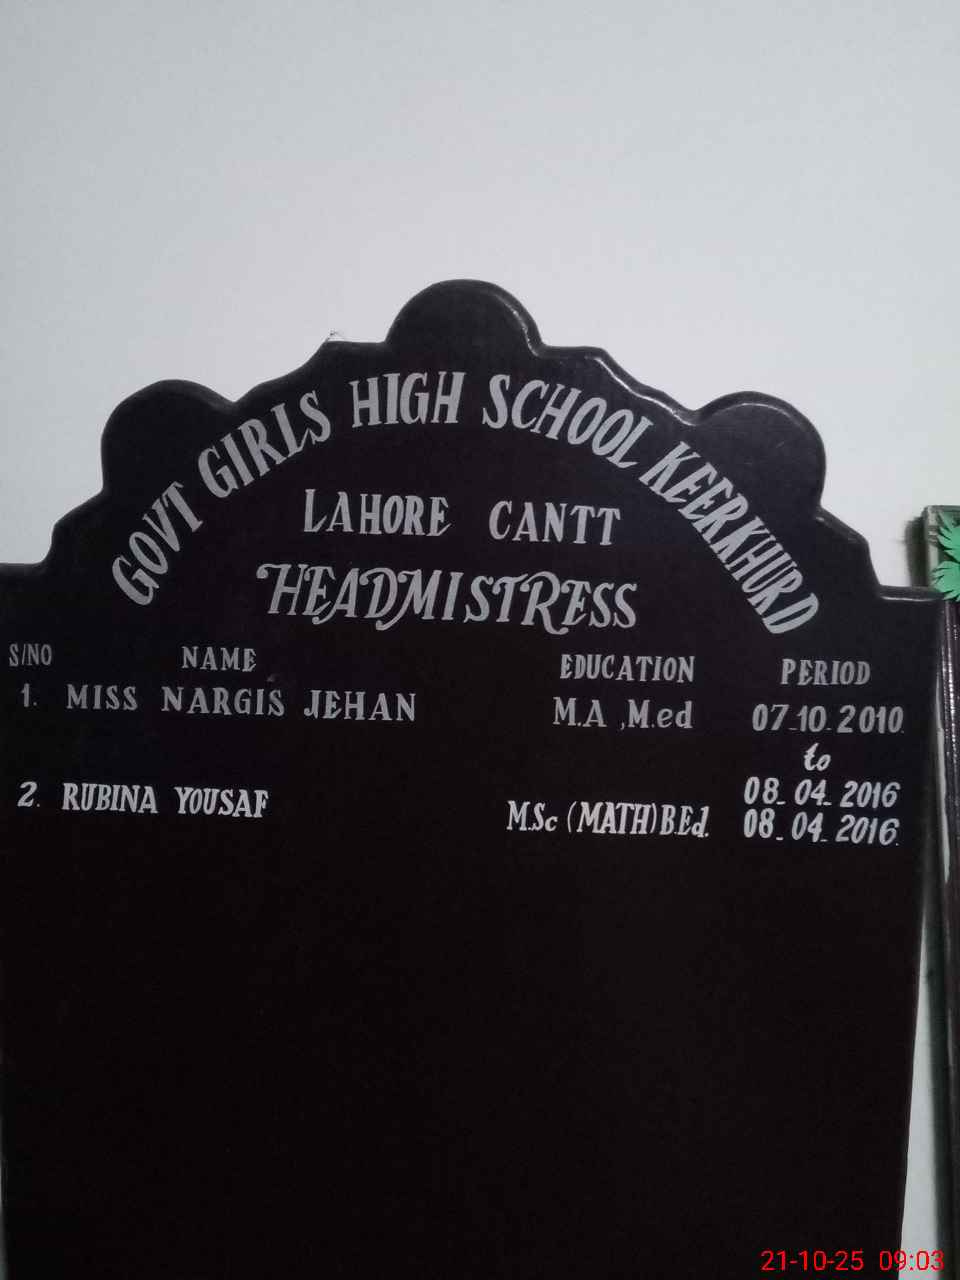 GOVT GIRLS HIGH SCHOOL KEERKHURD
LAHORE CANTT
HEADMISTRESS
S/NO NAME EDUCATION PERIOD
1. MISS NARGIS JEHAN M.A ,M.ed 07-10-2010.
to
08-04-2016
2. RUBINA YOUSAF M.Sc (MATH) B.Ed. 08-04-2016.
21-10-25 09:03